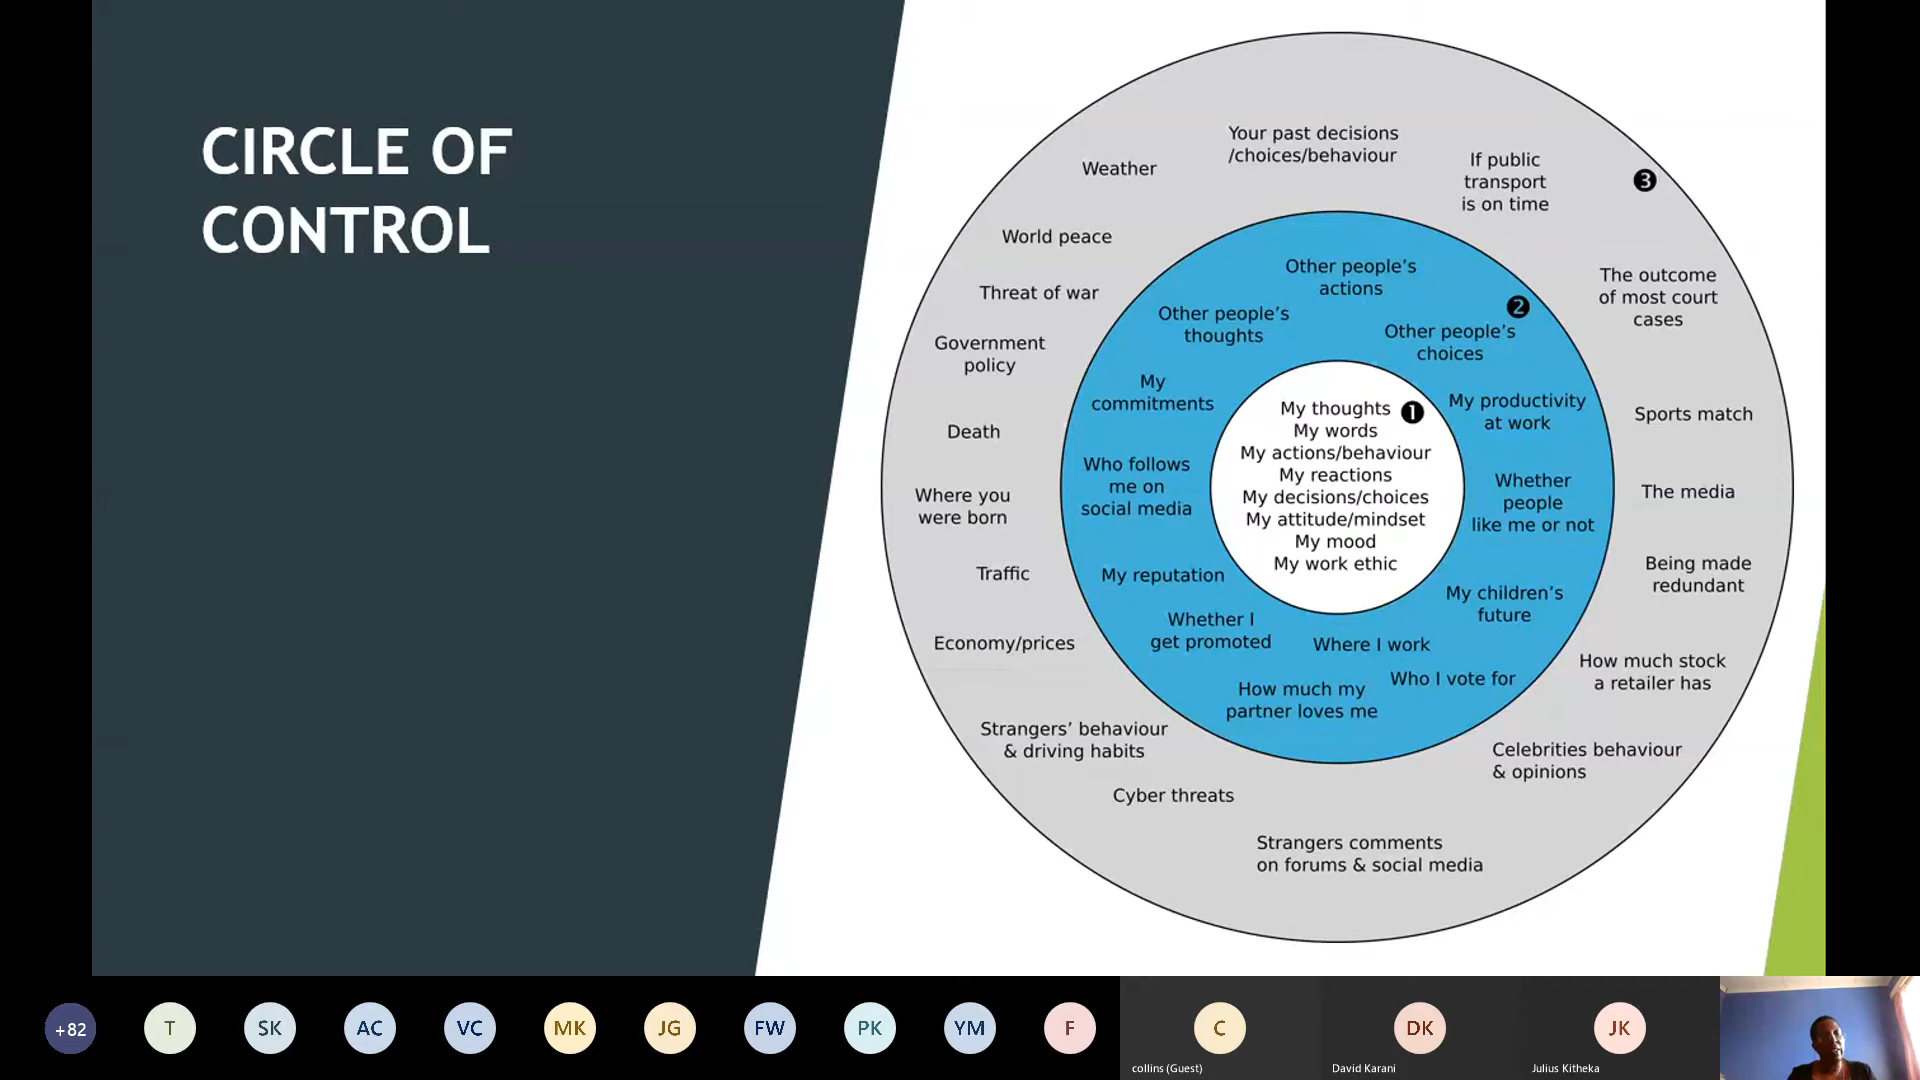 CIRCLE OF
CONTROL
Your past decisions
/choices/behaviour
Weather
If public
transport
is on time
❸
World peace
Threat of war
Government
policy
Death
Where you
were born
Traffic
Economy/prices
Strangers’ behaviour
& driving habits
Cyber threats
Strangers comments
on forums & social media
The outcome
of most court
cases
Sports match
The media
Being made
redundant
How much stock
a retailer has
Celebrities behaviour
& opinions
Other people’s
actions
❷
Other people’s
thoughts
Other people’s
choices
My
commitments
My productivity
at work
Who follows
me on
social media
Whether
people
like me or not
My reputation
My children’s
future
Whether I
get promoted
Where I work
Who I vote for
How much my
partner loves me
My thoughts
❶
My words
My actions/behaviour
My reactions
My decisions/choices
My attitude/mindset
My mood
My work ethic
+82
T
SK
AC
VC
MK
JG
FW
PK
YM
F
C
DK
JK
collins (Guest)
David Karani
Julius Kitheka